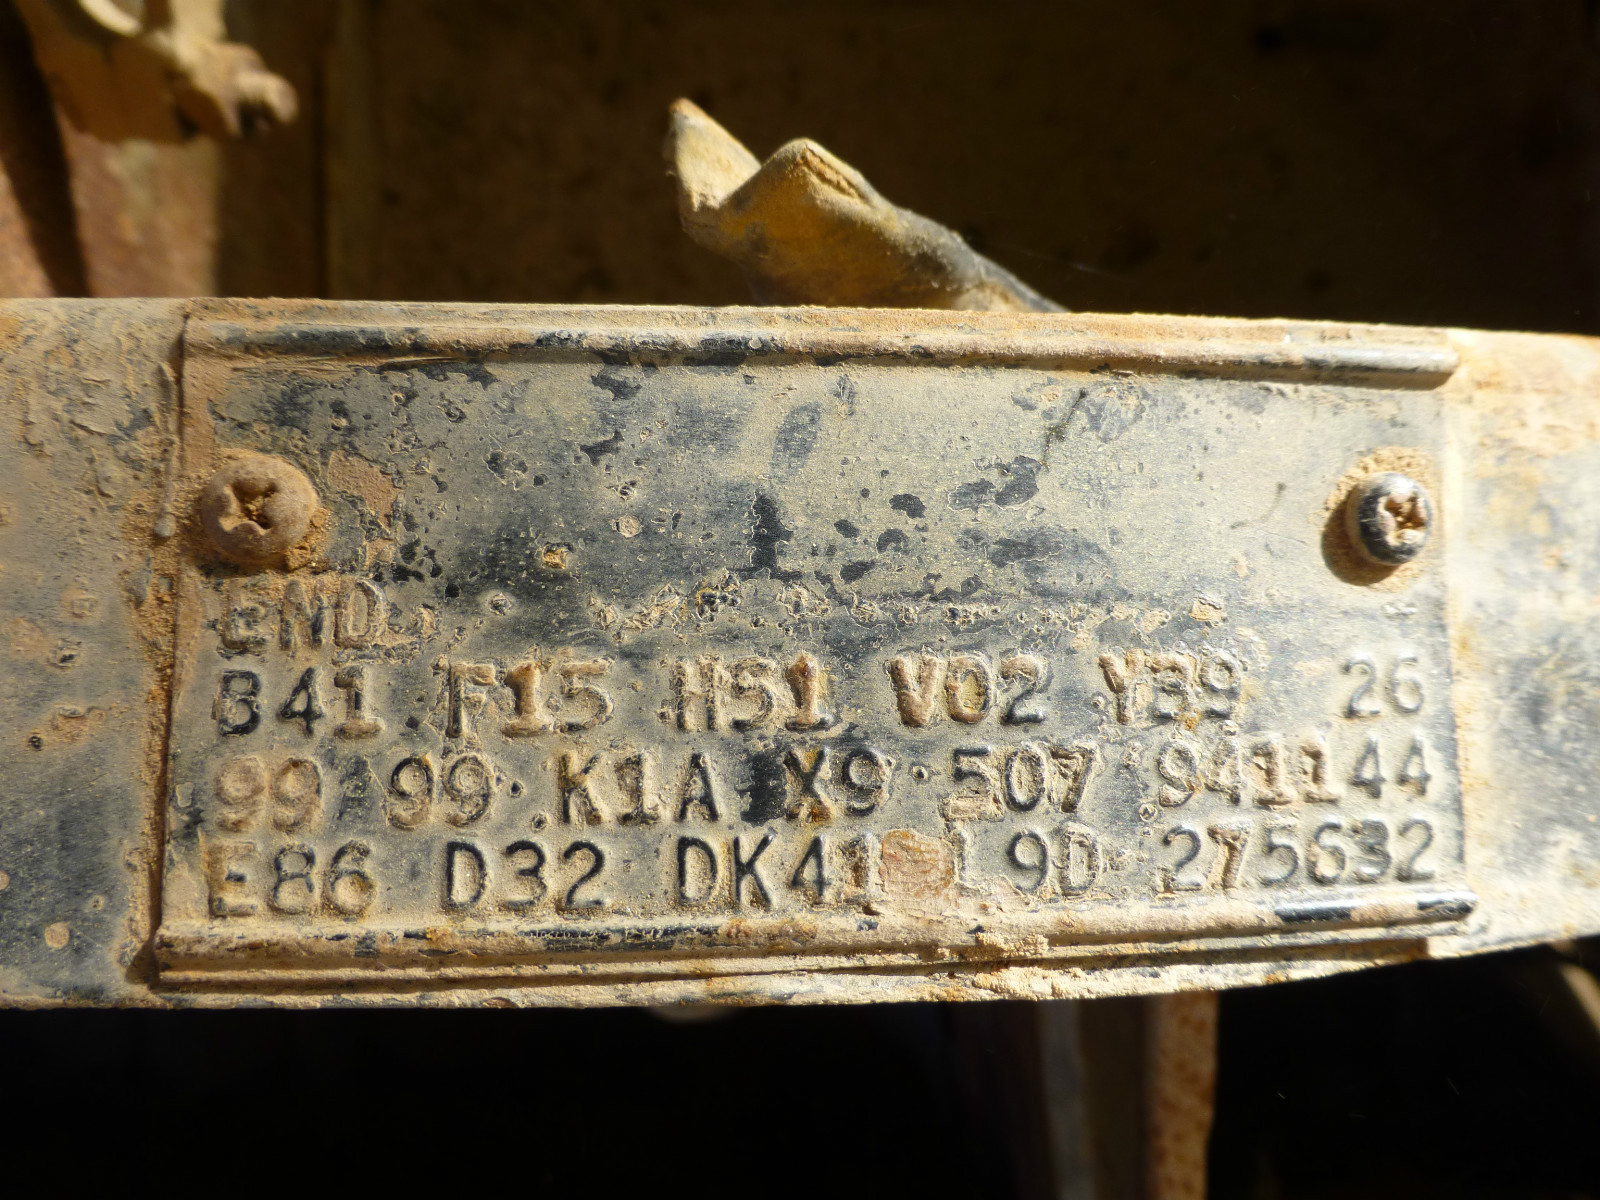 END
B41 F15 H51 V02 Y39 26
99 99 K1A X9 507 941144
E86 D32 DK41 L9D 275632